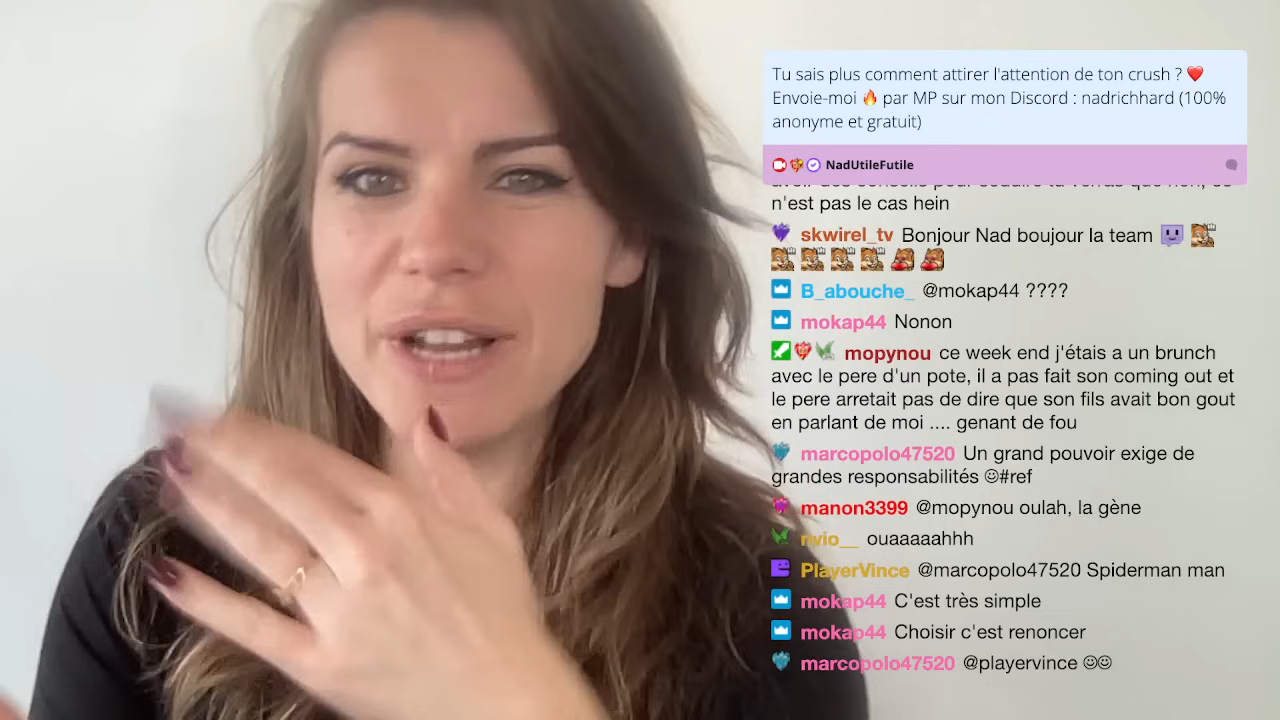 Tu sais plus comment attirer l'attention de ton crush ? ❤️
Envoie-moi 🔥 par MP sur mon Discord : nadrichhard (100%
anonyme et gratuit)
NadUtileFutile
n'est pas le cas hein
skwirel_tv Bonjour Nad boujour la team
B_abouche_ @mokap44 ????
mokap44 Nonon
mopynou ce week end j'étais a un brunch
avec le pere d'un pote, il a pas fait son coming out et
le pere arretait pas de dire que son fils avait bon gout
en parlant de moi .... genant de fou
marcopolo47520 Un grand pouvoir exige de
grandes responsabilités ☺#ref
manon3399 @mopynou oulah, la gène
ouaaaaahhh
PlayerVince @marcopolo47520 Spiderman man
mokap44 C'est très simple
mokap44 Choisir c'est renoncer
marcopolo47520 @playervince ☺☺